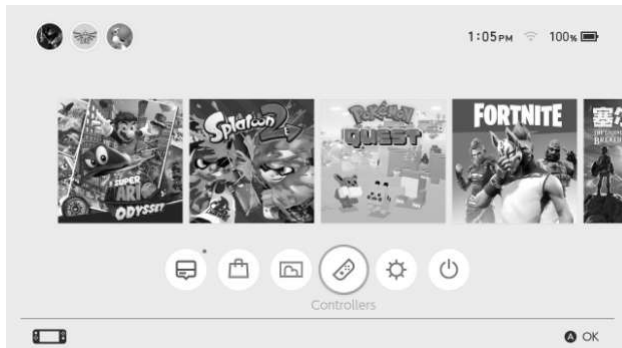 1:05PM 100%
SUPER MARIO ODYSSEY
Splatoon 2
Pokémon QUEST
FORTNITE
Controllers
A OK